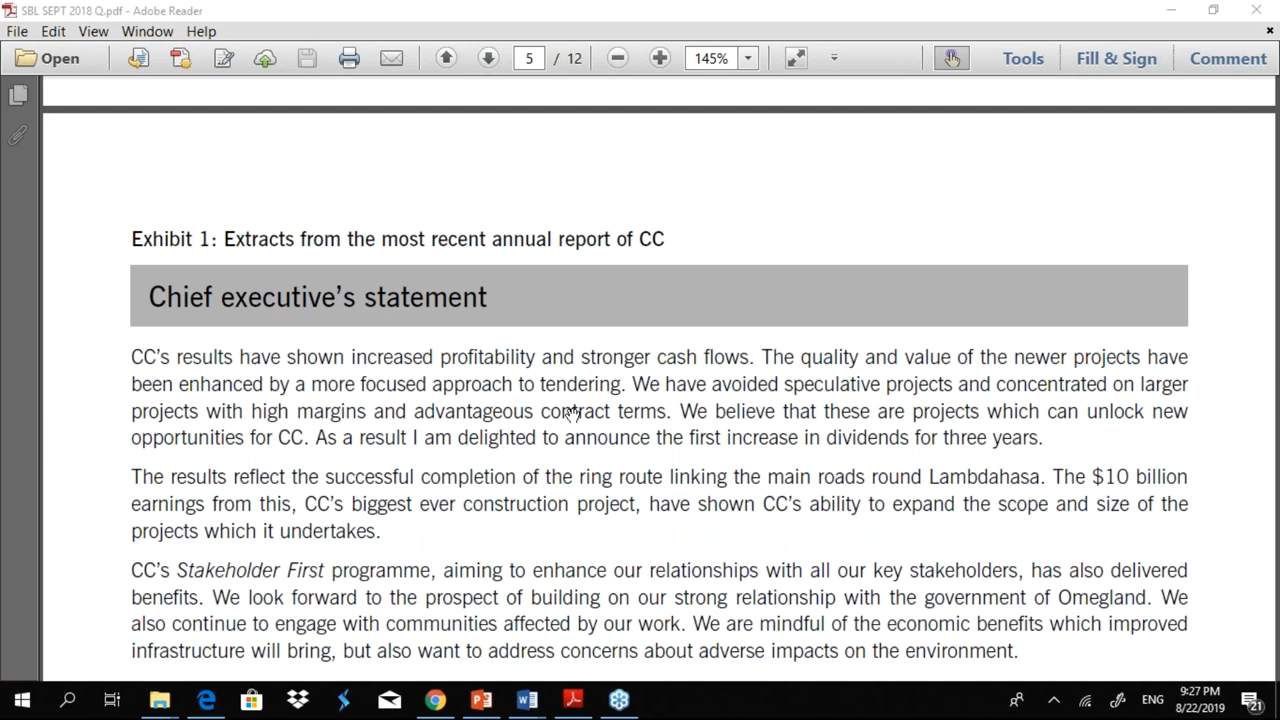 SBL SEPT 2018 Q.pdf - Adobe Reader
File Edit View Window Help
Open 5 / 12 145% Tools Fill & Sign Comment
Exhibit 1: Extracts from the most recent annual report of CC
Chief executive's statement
CC's results have shown increased profitability and stronger cash flows. The quality and value of the newer projects have
been enhanced by a more focused approach to tendering. We have avoided speculative projects and concentrated on larger
projects with high margins and advantageous contract terms. We believe that these are projects which can unlock new
opportunities for CC. As a result I am delighted to announce the first increase in dividends for three years.
The results reflect the successful completion of the ring route linking the main roads round Lambdahasa. The $10 billion
earnings from this, CC's biggest ever construction project, have shown CC's ability to expand the scope and size of the
projects which it undertakes.
CC's Stakeholder First programme, aiming to enhance our relationships with all our key stakeholders, has also delivered
benefits. We look forward to the prospect of building on our strong relationship with the government of Omegland. We
also continue to engage with communities affected by our work. We are mindful of the economic benefits which improved
infrastructure will bring, but also want to address concerns about adverse impacts on the environment.
ENG
9:27 PM
8/22/2019
21